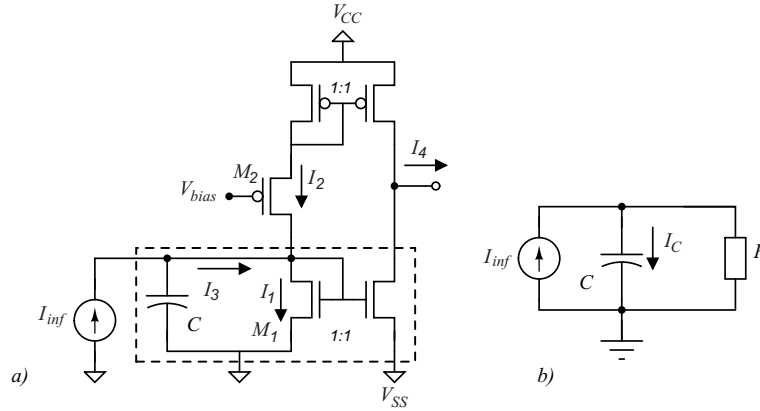 V_CC
1:1
I_4
M_2
I_2
V_bias
I_3
I_1
I_inf
C
M_1
1:1
a)
V_SS
I_inf
C
I_C
b)